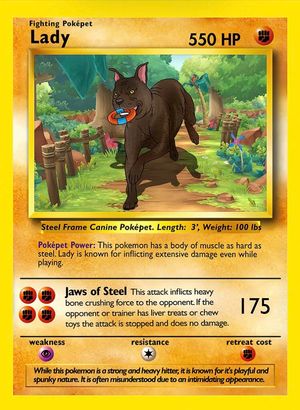 Fighting Poképet
Lady
550 HP
Steel Frame Canine Poképet. Length: 3', Weight: 100 lbs
Poképet Power: This pokemon has a body of muscle as hard as
steel. Lady is known for inflicting extensive damage even while
playing.
Jaws of Steel This attack inflicts heavy
bone crushing force to the opponent. If the
opponent or trainer has liver treats or chew
toys the attack is stopped and does no damage.
175
weakness
resistance
retreat cost
While this pokemon is a strong and heavy hitter, it is known for it's playful and
spunky nature. It is often misunderstood due to an intimidating appearance.